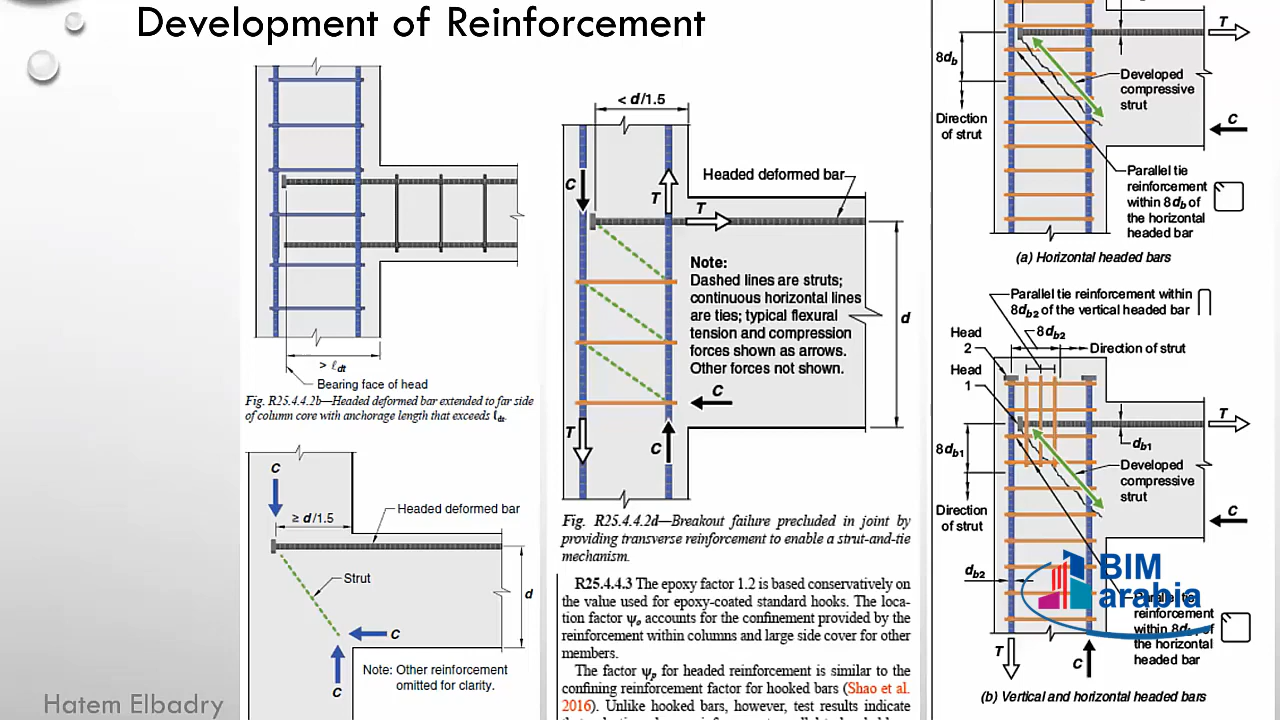 Development of Reinforcement
> ℓdt
Bearing face of head
Fig. R25.4.4.2b—Headed deformed bar extended to far side
of column core with anchorage length that exceeds ℓdt.
C
≥ d/1.5
Headed deformed bar
Strut
d
C
C
Note: Other reinforcement
omitted for clarity.
Hatem Elbadry
< d/1.5
C
T
T
Headed deformed bar
Note:
Dashed lines are struts;
continuous horizontal lines
are ties; typical flexural
tension and compression
forces shown as arrows.
Other forces not shown.
d
C
T
C
Fig. R25.4.4.2d—Breakout failure precluded in joint by
providing transverse reinforcement to enable a strut-and-tie
mechanism.
R25.4.4.3 The epoxy factor 1.2 is based conservatively on
the value used for epoxy-coated standard hooks. The loca-
tion factor ψo accounts for the confinement provided by the
reinforcement within columns and large side cover for other
members.
The factor ψp for headed reinforcement is similar to the
confining reinforcement factor for hooked bars (Shao et al.
2016). Unlike hooked bars, however, test results indicate
T
8db
Developed
compressive
strut
Direction
of strut
C
Parallel tie
reinforcement
within 8db of
the horizontal
headed bar
(a) Horizontal headed bars
Parallel tie reinforcement within
8db2 of the vertical headed bar
Head
2
8db2
Direction of strut
Head
1
T
8db1
db1
Developed
compressive
strut
Direction
of strut
C
db2
BIM
arabia
Parallel tie
reinforcement
within 8db1 of
the horizontal
headed bar
T
C
(b) Vertical and horizontal headed bars